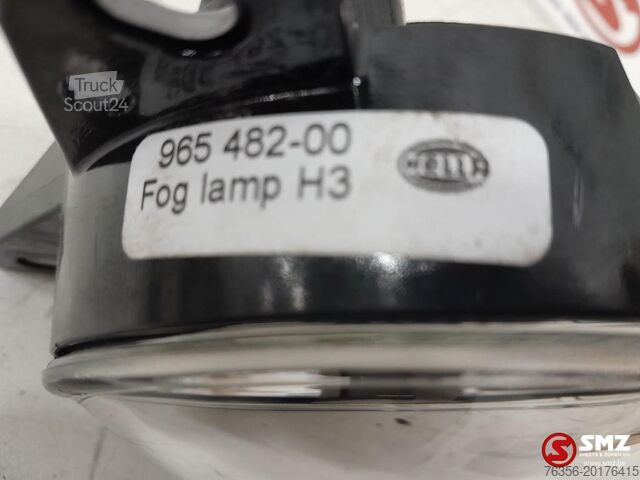 Truck
Scout24
965 482-00
Fog lamp H3
HELLA
SMZ
76356-20176415